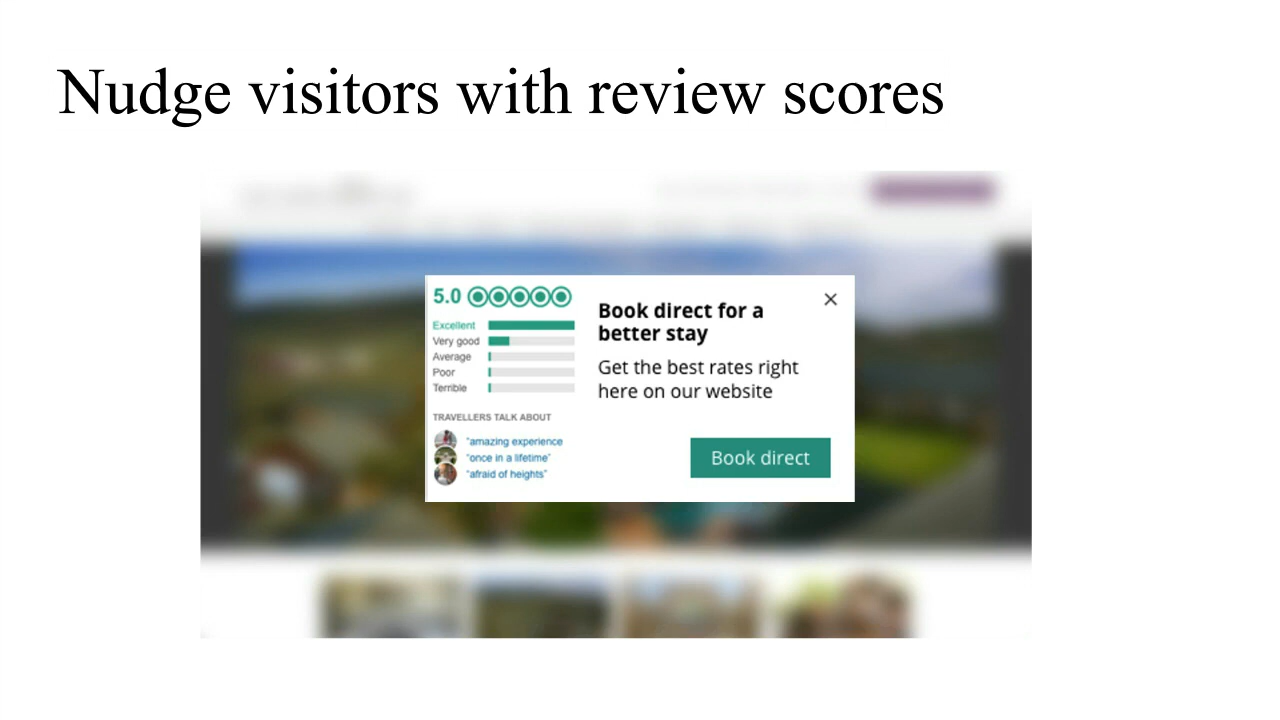 Nudge visitors with review scores
5.0
Excellent
Very good
Average
Poor
Terrible
TRAVELLERS TALK ABOUT
"amazing experience
"once in a lifetime"
"afraid of heights"
Book direct for a
better stay
Get the best rates right
here on our website
Book direct